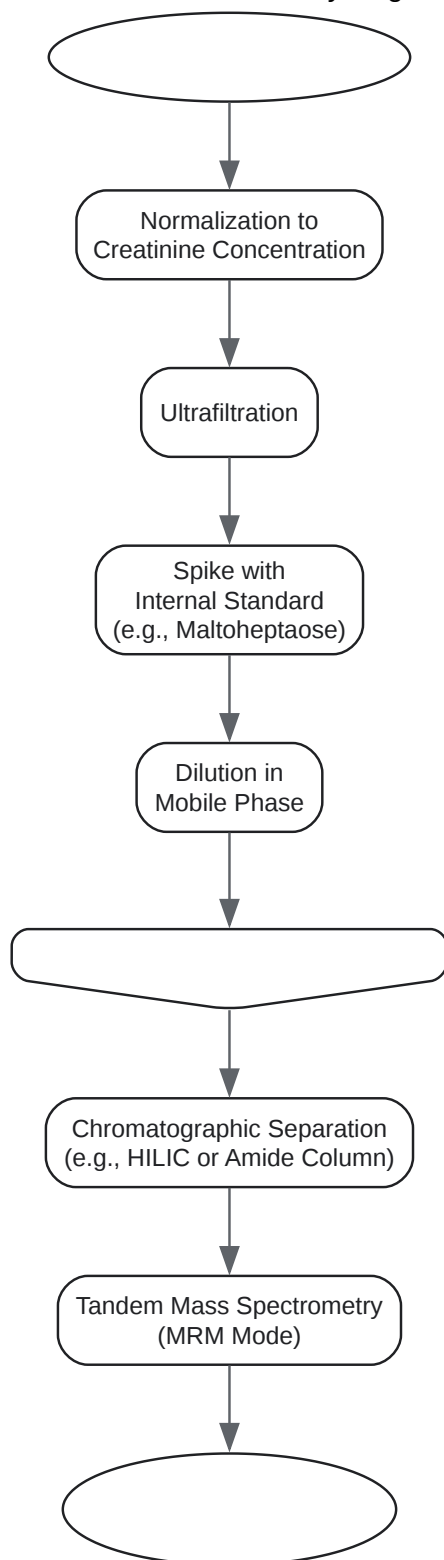 Normalization to
Creatinine Concentration
Ultrafiltration
Spike with
Internal Standard
(e.g., Maltoheptaose)
Dilution in
Mobile Phase
Chromatographic Separation
(e.g., HILIC or Amide Column)
Tandem Mass Spectrometry
(MRM Mode)